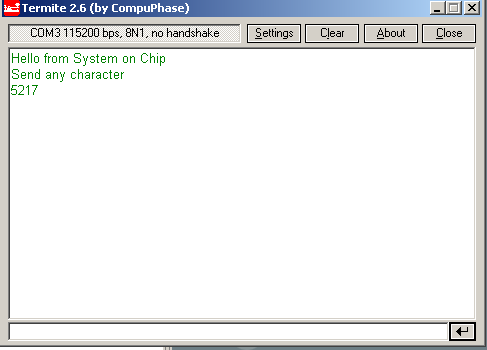 Termite 2.6 (by CompuPhase)
COM3 115200 bps, 8N1, no handshake
Settings
Clear
About
Close
Hello from System on Chip
Send any character
5217